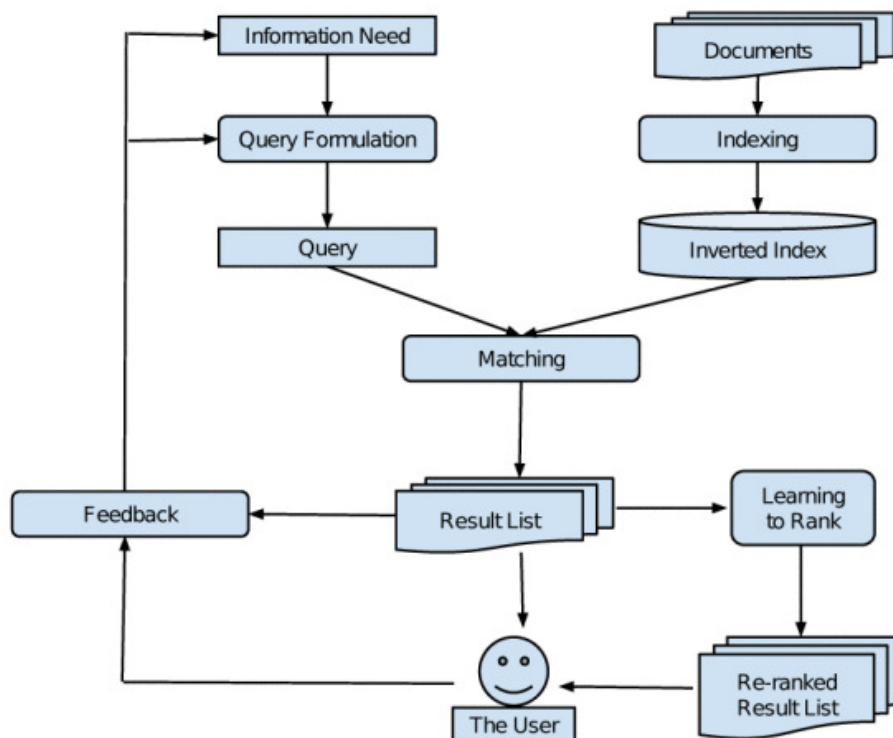 Information Need
Documents
Query Formulation
Indexing
Query
Inverted Index
Matching
Feedback
Result List
Learning
to Rank
The User
Re-ranked
Result List